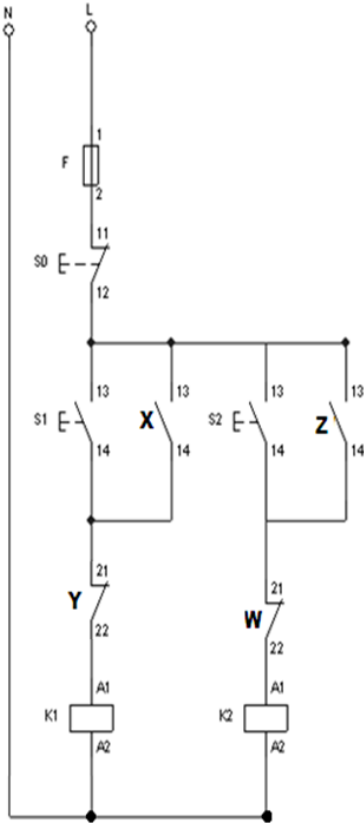 N L
1
F
2
11
S0
12
13 13 13 13
S1 X S2 Z
14 14 14 14
21
Y
22
21
W
22
A1 A1
K1 K2
A2 A2